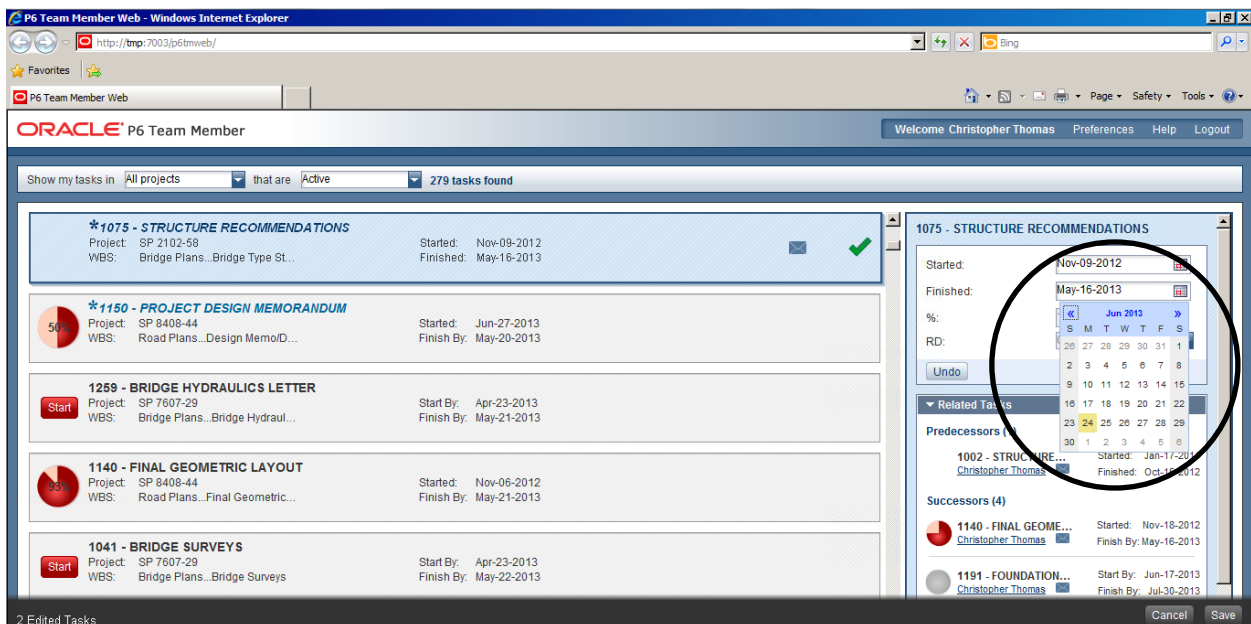 P6 Team Member Web - Windows Internet Explorer
http://tmp:7003/p6tmweb/
Bing
Favorites
P6 Team Member Web
Page Safety Tools
ORACLE P6 Team Member
Welcome Christopher Thomas Preferences Help Logout
Show my tasks in All projects that are Active 279 tasks found
*1075 - STRUCTURE RECOMMENDATIONS
Project: SP 2102-58 Started: Nov-09-2012
WBS: Bridge Plans...Bridge Type St... Finished: May-16-2013
50%
*1150 - PROJECT DESIGN MEMORANDUM
Project: SP 8408-44 Started: Jun-27-2013
WBS: Road Plans...Design Memo/D... Finish By: May-20-2013
Start
1259 - BRIDGE HYDRAULICS LETTER
Project: SP 7607-29 Start By: Apr-23-2013
WBS: Bridge Plans...Bridge Hydraul... Finish By: May-21-2013
93%
1140 - FINAL GEOMETRIC LAYOUT
Project: SP 8408-44 Started: Nov-06-2012
WBS: Road Plans...Final Geometric... Finish By: May-21-2013
Start
1041 - BRIDGE SURVEYS
Project: SP 7607-29 Start By: Apr-23-2013
WBS: Bridge Plans...Bridge Surveys Finish By: May-22-2013
1075 - STRUCTURE RECOMMENDATIONS
Started: Nov-09-2012
Finished: May-16-2013
%:
RD:
« Jun 2013 »
S M T W T F S
26 27 28 29 30 31 1
2 3 4 5 6 7 8
9 10 11 12 13 14 15
16 17 18 19 20 21 22
23 24 25 26 27 28 29
30 1 2 3 4 5 6
Undo
Related Tasks
Predecessors
1002 - STRUCTURE... Started: Jan-17-201
Christopher Thomas Finished:
Successors (4)
1140 - FINAL GEOME... Started: Nov-18-2012
Christopher Thomas Finish By: May-16-2013
1191 - FOUNDATION... Start By: Jun-17-2013
Christopher Thomas Finish By: Jul-30-2013
2 Edited Tasks
Cancel Save